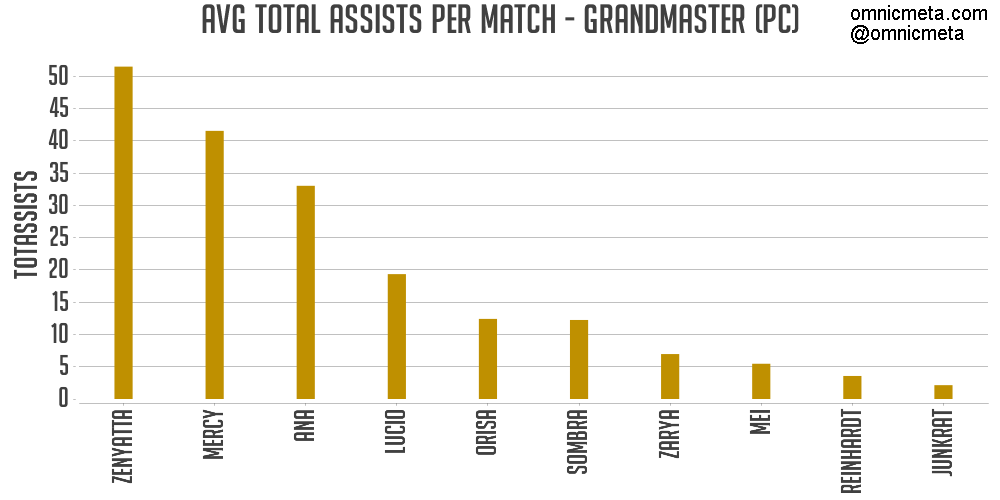 AVG TOTAL ASSISTS PER MATCH - GRANDMASTER (PC)
omnicmeta.com
@omnicmeta
TOTASSISTS
50
45
40
35
30
25
20
15
10
5
0
ZENYATTA
MERCY
ANA
LUCIO
ORISA
SOMBRA
ZARYA
MEI
REINHARDT
JUNKRAT